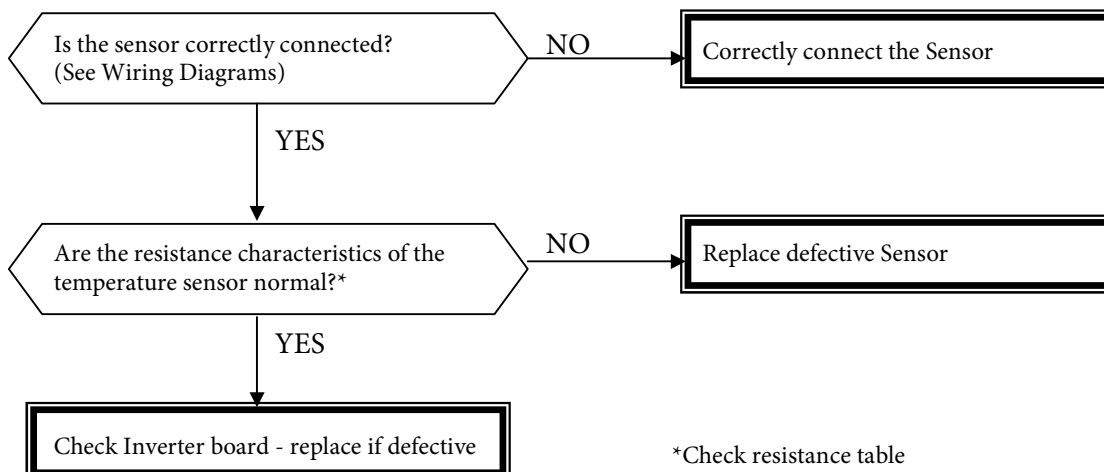 Is the sensor correctly connected?
(See Wiring Diagrams)
NO
Correctly connect the Sensor
YES
Are the resistance characteristics of the
temperature sensor normal?*
NO
Replace defective Sensor
YES
Check Inverter board - replace if defective
*Check resistance table